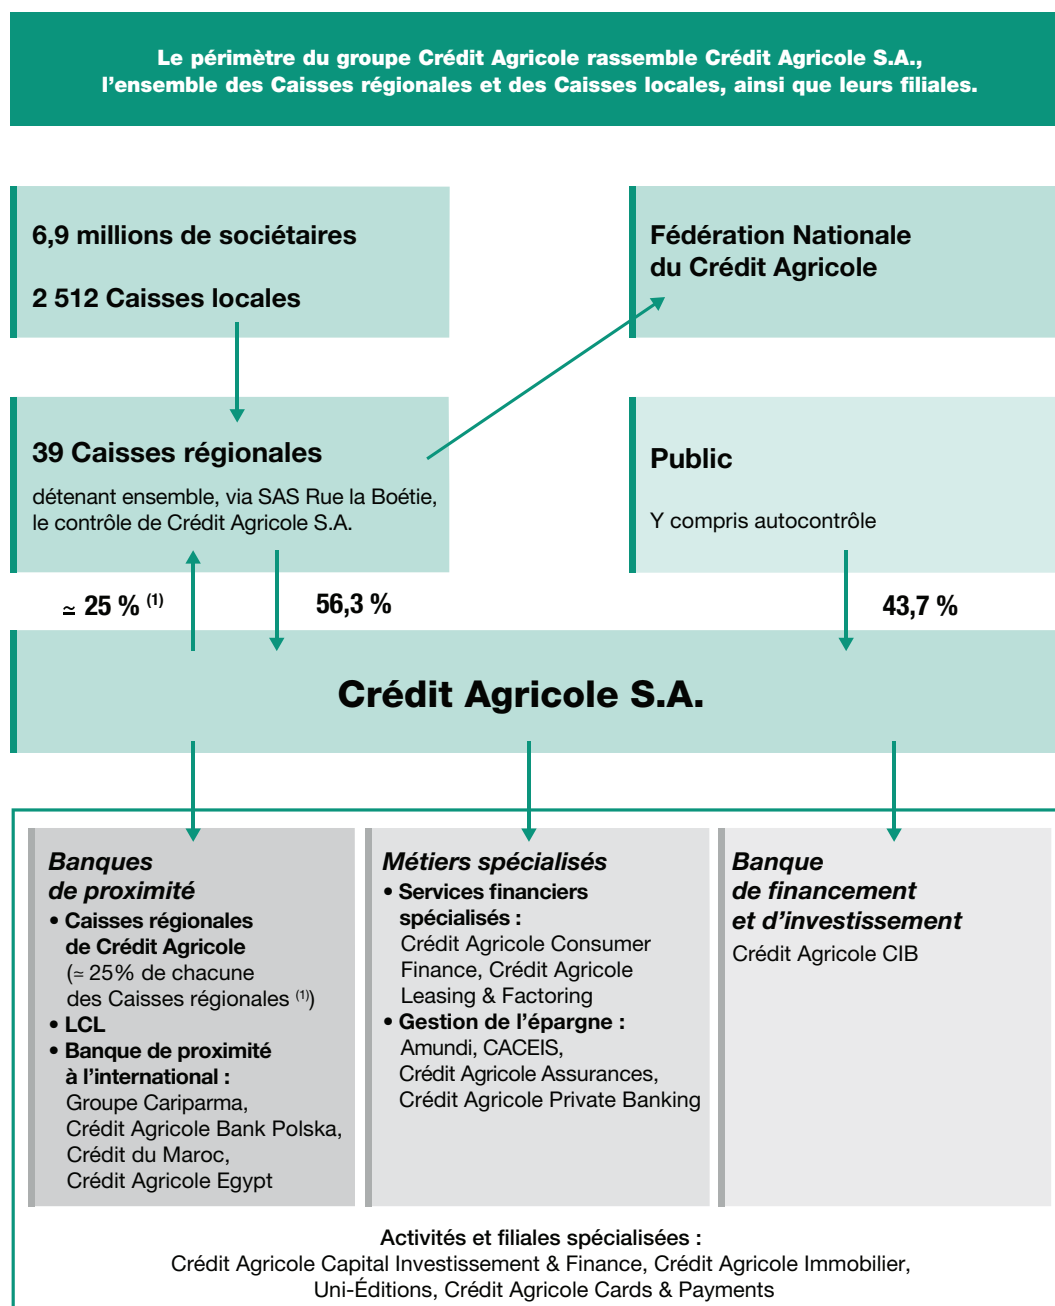 Le périmètre du groupe Crédit Agricole rassemble Crédit Agricole S.A.,
l'ensemble des Caisses régionales et des Caisses locales, ainsi que leurs filiales.
6,9 millions de sociétaires
2 512 Caisses locales
Fédération Nationale
du Crédit Agricole
39 Caisses régionales
détenant ensemble, via SAS Rue la Boétie,
le contrôle de Crédit Agricole S.A.
Public
Y compris autocontrôle
≃ 25 % (1)
56,3 %
43,7 %
Crédit Agricole S.A.
Banques
de proximité
• Caisses régionales
de Crédit Agricole
(≃ 25% de chacune
des Caisses régionales (1))
• LCL
• Banque de proximité
à l'international :
Groupe Cariparma,
Crédit Agricole Bank Polska,
Crédit du Maroc,
Crédit Agricole Egypt
Métiers spécialisés
• Services financiers
spécialisés :
Crédit Agricole Consumer
Finance, Crédit Agricole
Leasing & Factoring
• Gestion de l'épargne :
Amundi, CACEIS,
Crédit Agricole Assurances,
Crédit Agricole Private Banking
Banque
de financement
et d'investissement
Crédit Agricole CIB
Activités et filiales spécialisées :
Crédit Agricole Capital Investissement & Finance, Crédit Agricole Immobilier,
Uni-Éditions, Crédit Agricole Cards & Payments